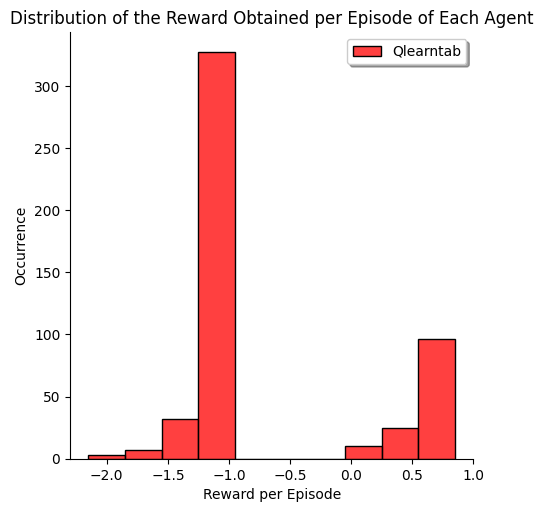 Distribution of the Reward Obtained per Episode of Each Agent
Qlearntab
300
250
200
150
100
50
0
Occurrence
−2.0 −1.5 −1.0 −0.5 0.0 0.5 1.0
Reward per Episode